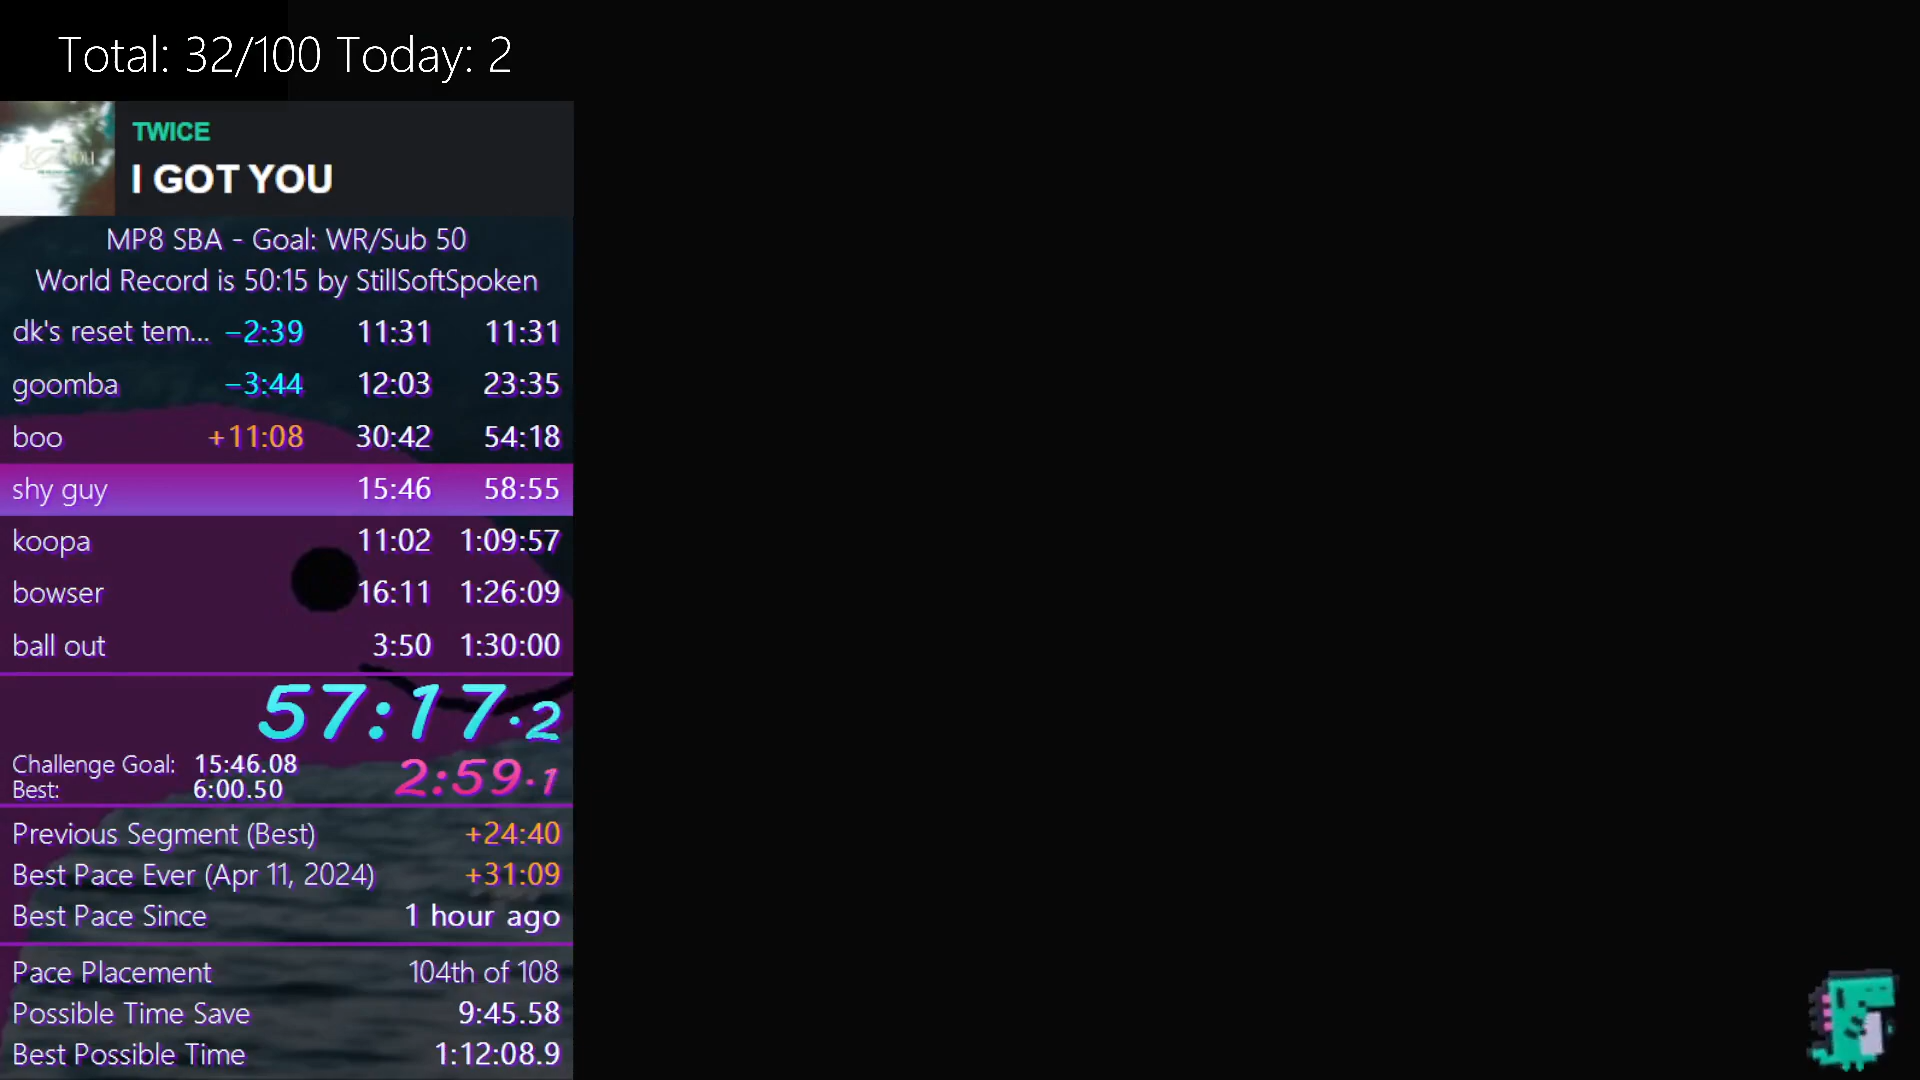 Total: 32/100 Today: 2
TWICE
I GOT YOU
MP8 SBA - Goal: WR/Sub 50
World Record is 50:15 by StillSoftSpoken
dk's reset tem... −2:39 11:31 11:31
goomba −3:44 12:03 23:35
boo +11:08 30:42 54:18
shy guy 15:46 58:55
koopa 11:02 1:09:57
bowser 16:11 1:26:09
ball out 3:50 1:30:00
57:17.2
Challenge Goal: 15:46.08
Best: 6:00.50
2:59.1
Previous Segment (Best) +24:40
Best Pace Ever (Apr 11, 2024) +31:09
Best Pace Since 1 hour ago
Pace Placement 104th of 108
Possible Time Save 9:45.58
Best Possible Time 1:12:08.9